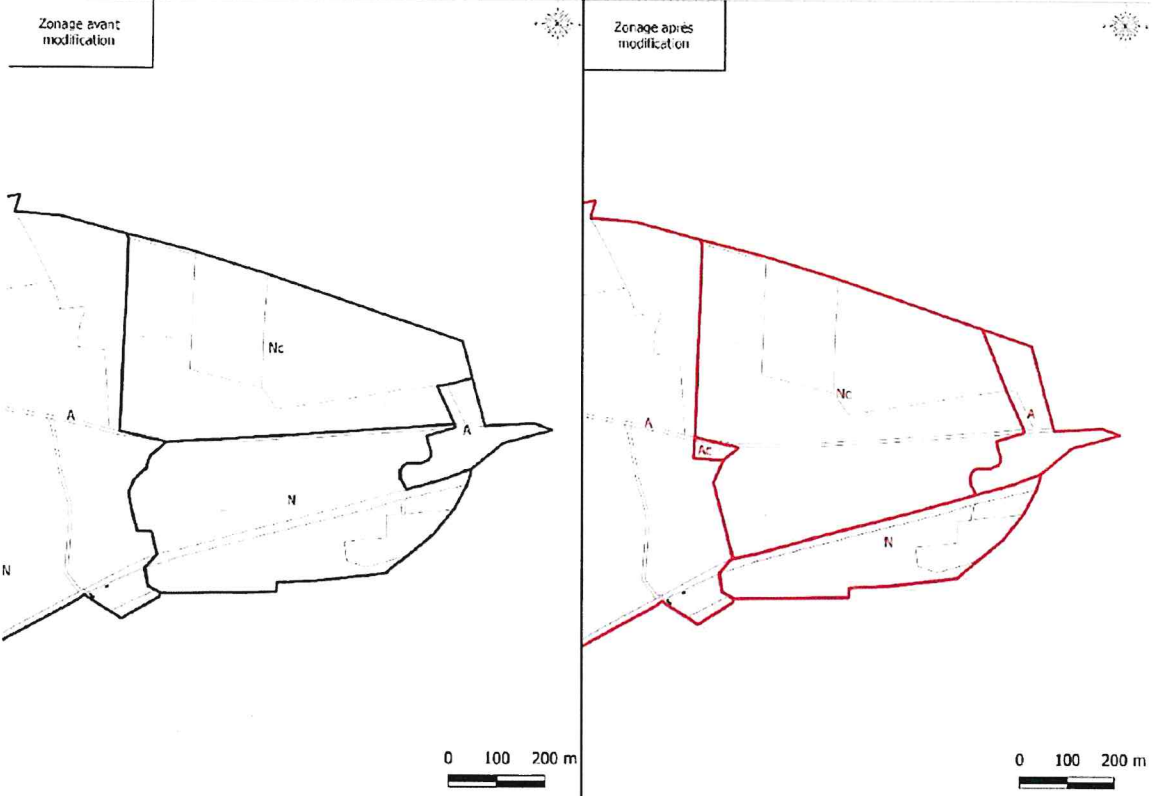 Zonage avant
modification
Nc
A
A
N
N
0 100 200 m
Zonage après
modification
Nc
A
A
Ac
N
0 100 200 m